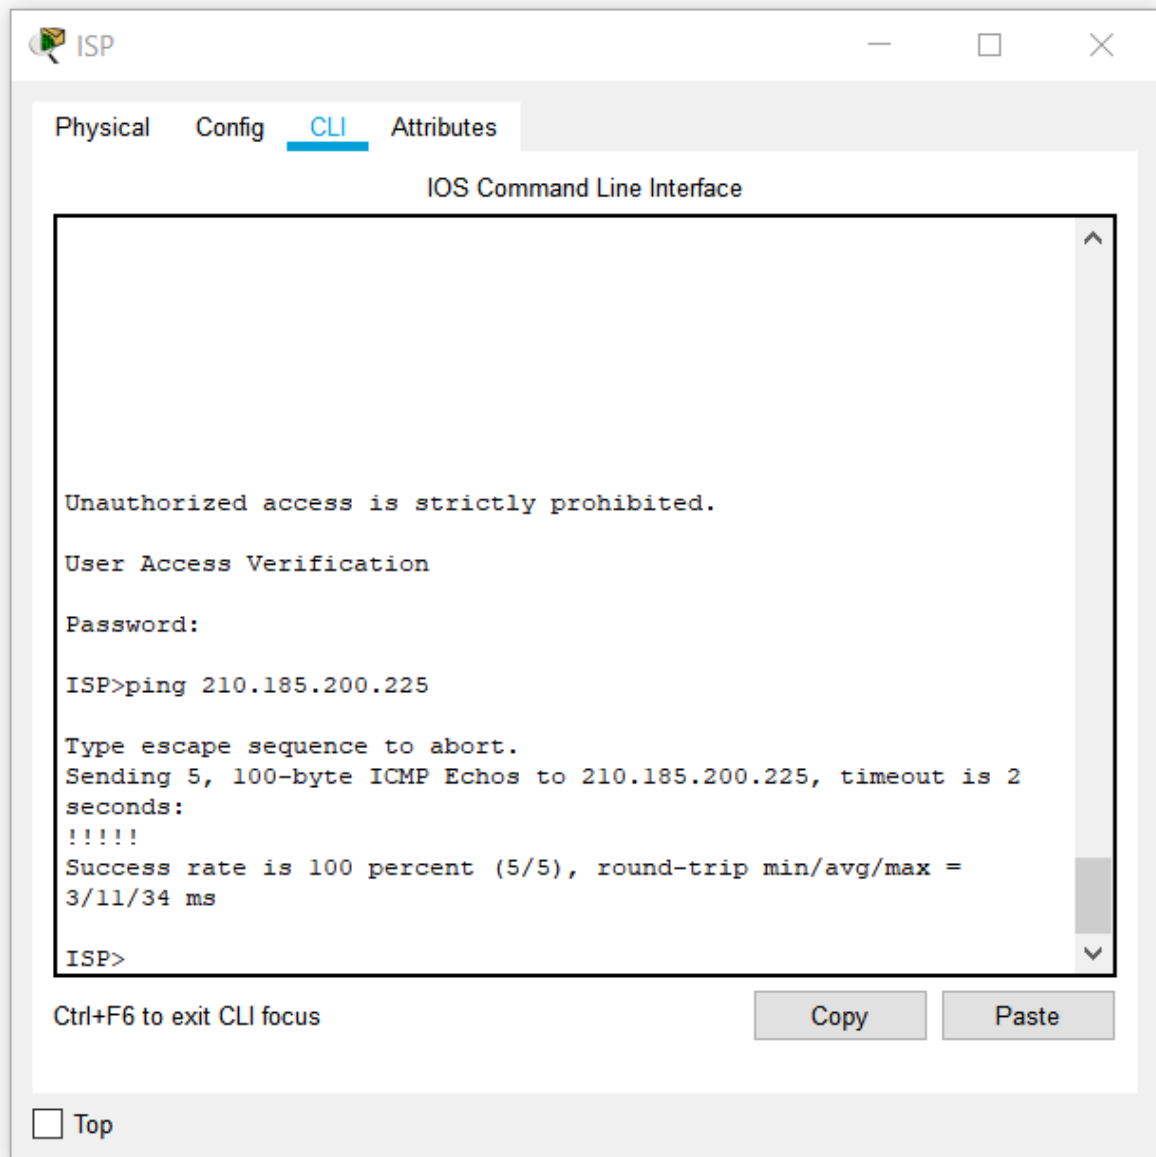 ISP
Physical Config CLI Attributes
IOS Command Line Interface
Unauthorized access is strictly prohibited.
User Access Verification
Password:
ISP>ping 210.185.200.225
Type escape sequence to abort.
Sending 5, 100-byte ICMP Echos to 210.185.200.225, timeout is 2
seconds:
!!!!!
Success rate is 100 percent (5/5), round-trip min/avg/max =
3/11/34 ms
ISP>
Ctrl+F6 to exit CLI focus
Copy Paste
Top